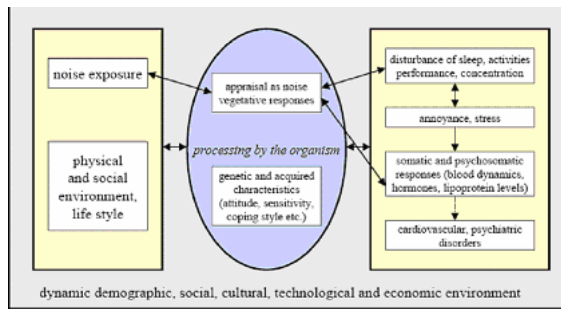 noise exposure
physical
and social
environment,
life style
appraisal as noise
vegetative responses
processing by the organism
genetic and acquired
characteristics
(attitude, sensitivity,
coping style etc.)
disturbance of sleep, activities
performance, concentration
annoyance, stress
somatic and psychosomatic
responses (blood dynamics,
hormones, lipoprotein levels)
cardiovascular, psychiatric
disorders
dynamic demographic, social, cultural, technological and economic environment